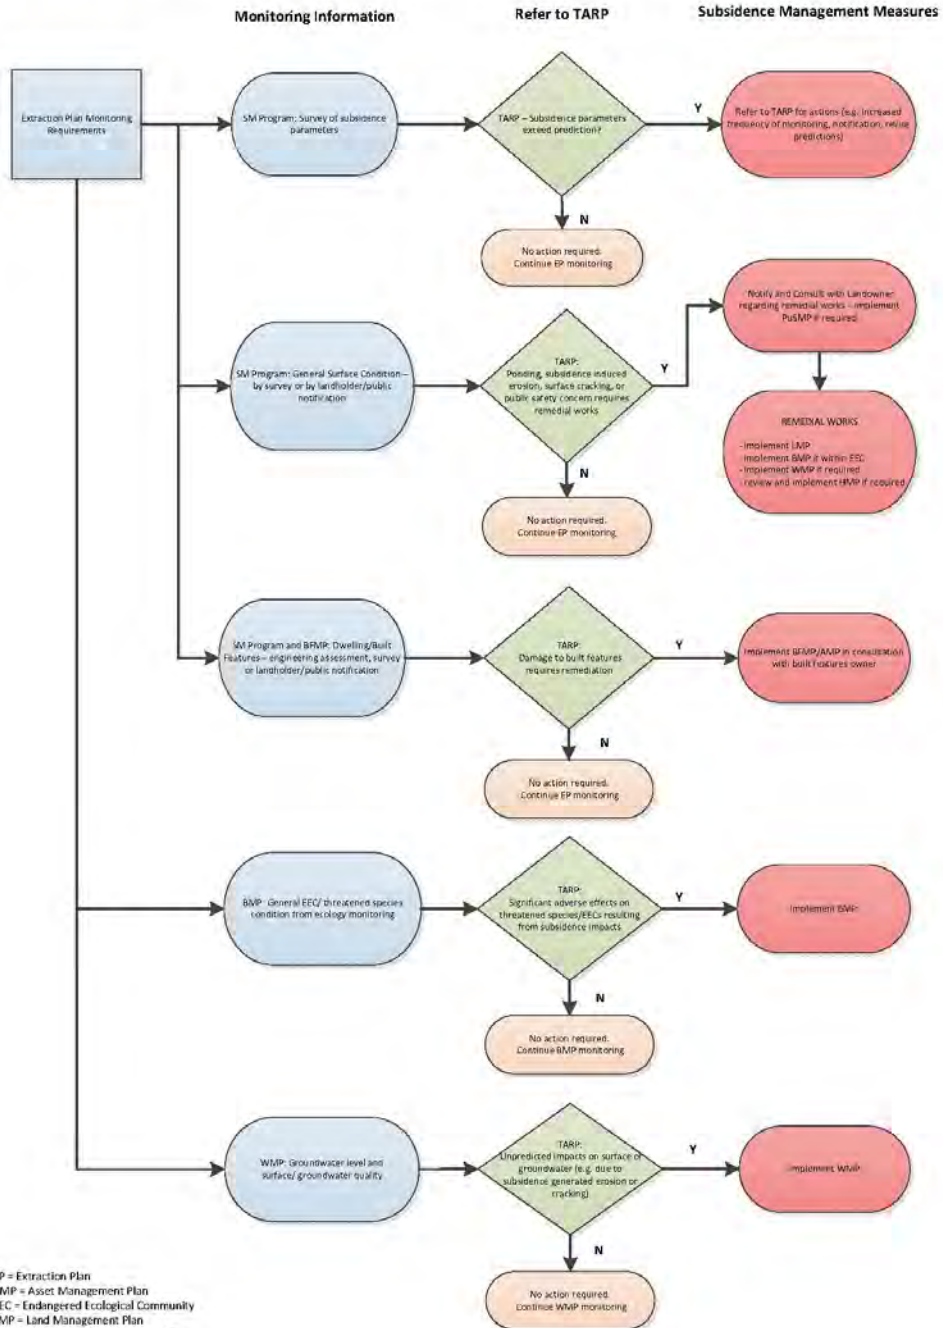 Monitoring Information
Refer to TARP
Subsidence Management Measures
Extraction Plan Monitoring
Requirements
SM Program: Survey of subsidence
parameters
TARP – Subsidence parameters
exceed prediction?
Y
Refer to TARP for actions (e.g. increased
frequency of monitoring, notification, revise
predictions)
N
No action required.
Continue EP monitoring
SM Program: General Surface Condition –
by survey or by landholder/public
notification
TARP:
Ponding, subsidence induced
erosion, surface cracking, or
public safety concern requires
remedial works
Y
Notify and Consult with Landowner
regarding remedial works – implement
PuSMP if required
REMEDIAL WORKS
- Implement LMP
- Implement BMP if within EEC
- Implement WMP if required
- review and implement HMP if required
N
No action required.
Continue EP monitoring
SM Program and BFMP: Dwelling/Built
Features – engineering assessment, survey
or landholder/public notification
TARP:
Damage to built features
requires remediation
Y
Implement BFMP/AMP in consultation
with built features owner
N
No action required.
Continue EP monitoring
BMP: General EEC/ threatened species
condition from ecology monitoring
TARP:
Significant adverse effects on
threatened species/EECs resulting
from subsidence impacts
Y
Implement BMP
N
No action required.
Continue BMP monitoring
WMP: Groundwater level and
surface/ groundwater quality
TARP:
Unpredicted impacts on surface or
groundwater (e.g. due to
subsidence generated erosion or
cracking)
Y
Implement WMP
N
No action required.
Continue WMP monitoring
P = Extraction Plan
MP = Asset Management Plan
EC = Endangered Ecological Community
MP = Land Management Plan